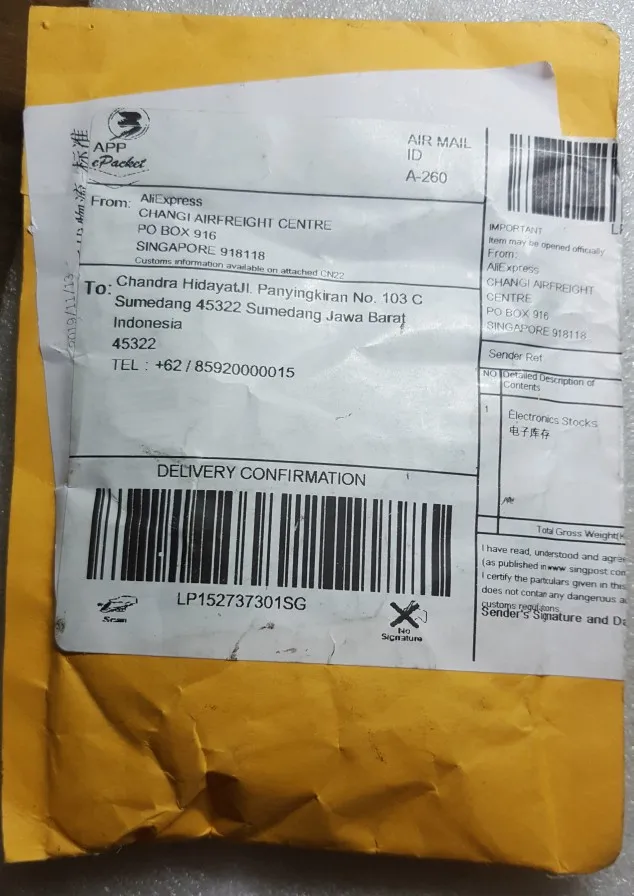 APP
ePacket
AIR MAIL
ID
A-260
From: AliExpress
CHANGI AIRFREIGHT CENTRE
PO BOX 916
SINGAPORE 918118
Customs information available on attached CN22
To: Chandra HidayatJl. Panyingkiran No. 103 C
Sumedang 45322 Sumedang Jawa Barat
Indonesia
45322
TEL : +62 / 85920000015
DELIVERY CONFIRMATION
LP152737301SG
Scan
No
Signature
标准
2019/11/13
IMPORTANT
Item may be opened officially
From:
AliExpress
CHANGI AIRFREIGHT
CENTRE
PO BOX 916
SINGAPORE 918118
Sender Ref
NO Detailed Description of
Contents
1 Electronics Stocks
电子库存
Total Gross Weight(K
I have read, understood and agre
(as published in www singpost.com
I certify the particulars given in this
does not contain any dangerous a
customs regulations
Sender's Signature and Da